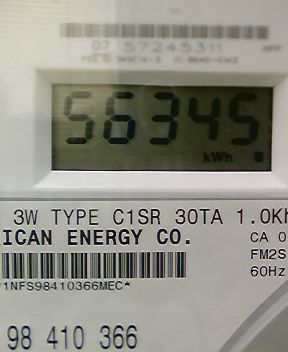 07 57245311
56345
kWh
3W TYPE C1SR 30TA 1.0Kh
ICAN ENERGY CO.
CA 0
FM2S
60Hz
*1NFS98410366MEC*
98 410 366